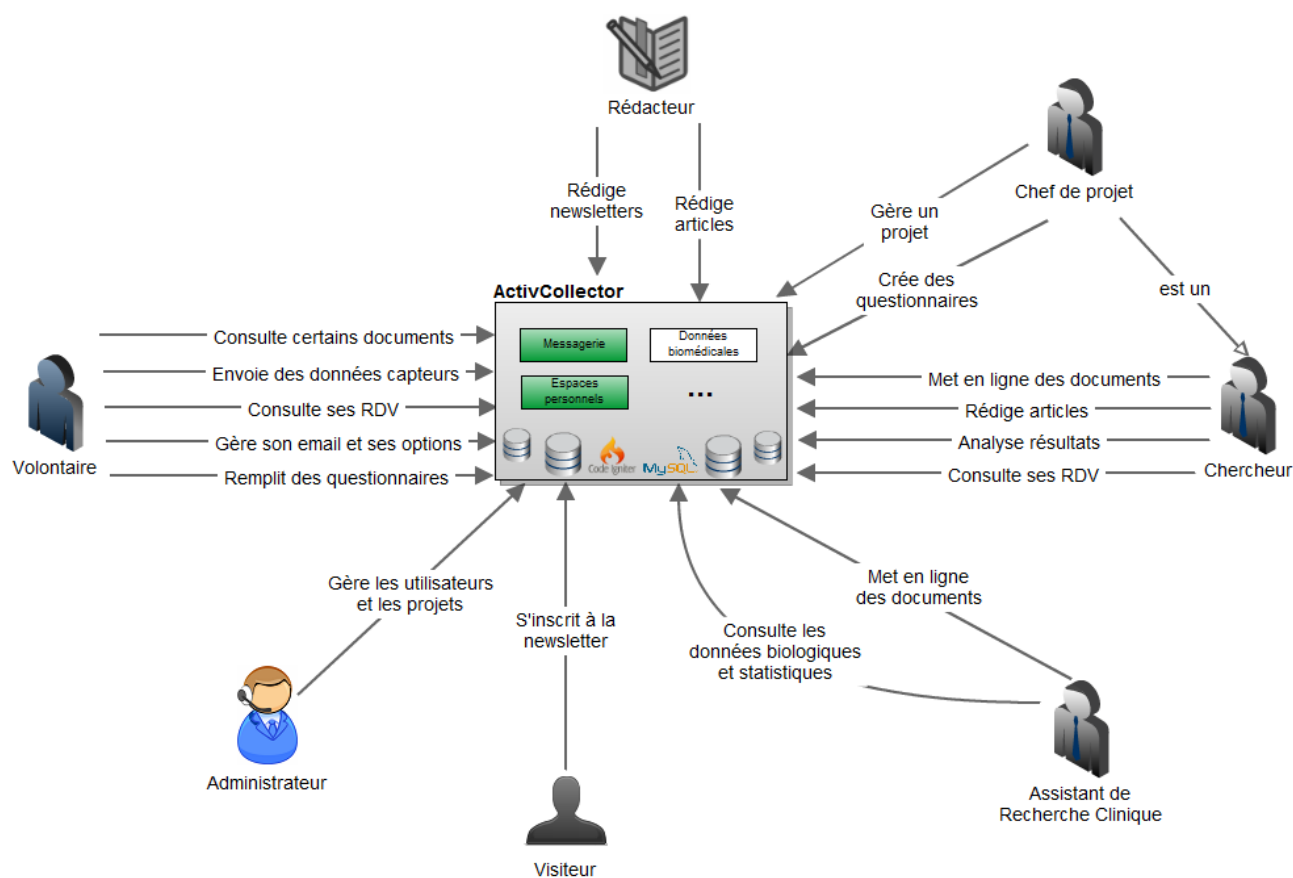 Rédacteur
Rédige
newsletters
Rédige
articles
Chef de projet
Gère un
projet
Crée des
questionnaires
est un
ActivCollector
Messagerie
Données
biomédicales
Espaces
personnels
...
Code Igniter
MySQL
Consulte certains documents
Envoie des données capteurs
Consulte ses RDV
Gère son email et ses options
Remplit des questionnaires
Volontaire
Met en ligne des documents
Rédige articles
Analyse résultats
Consulte ses RDV
Chercheur
Gère les utilisateurs
et les projets
S'inscrit à la
newsletter
Consulte les
données biologiques
et statistiques
Met en ligne
des documents
Administrateur
Visiteur
Assistant de
Recherche Clinique